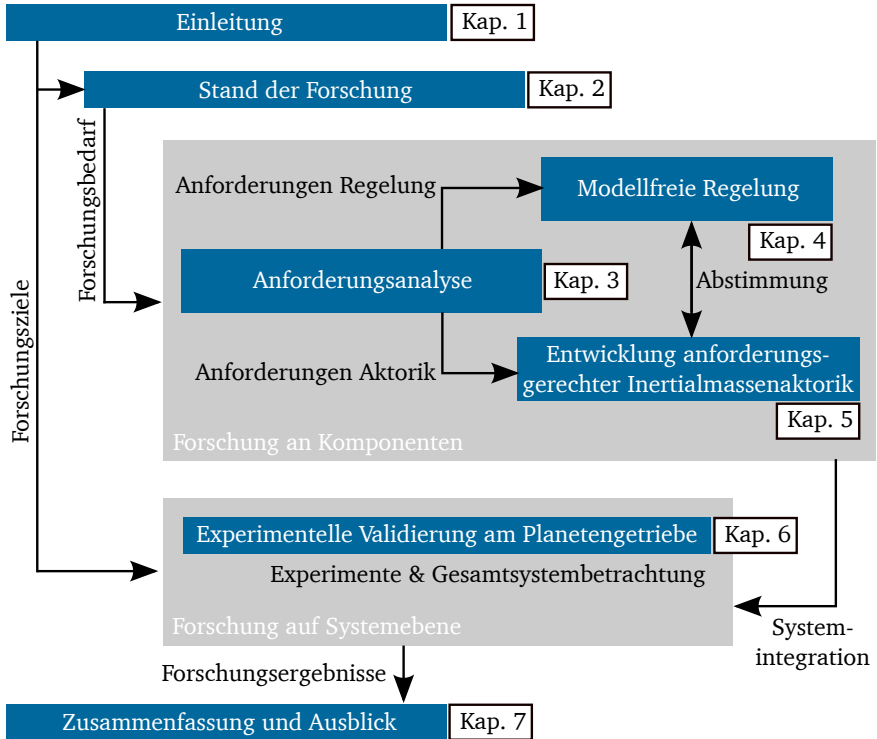 Einleitung
Kap. 1
Stand der Forschung
Kap. 2
Forschungsziele
Forschungsbedarf
Anforderungen Regelung
Modellfreie Regelung
Kap. 4
Anforderungsanalyse
Kap. 3
Abstimmung
Anforderungen Aktorik
Entwicklung anforderungs-
gerechter Inertialmassenaktorik
Kap. 5
Forschung an Komponenten
Experimentelle Validierung am Planetengetriebe
Kap. 6
Experimente & Gesamtsystembetrachtung
Forschung auf Systemebene
System-
integration
Forschungsergebnisse
Zusammenfassung und Ausblick
Kap. 7